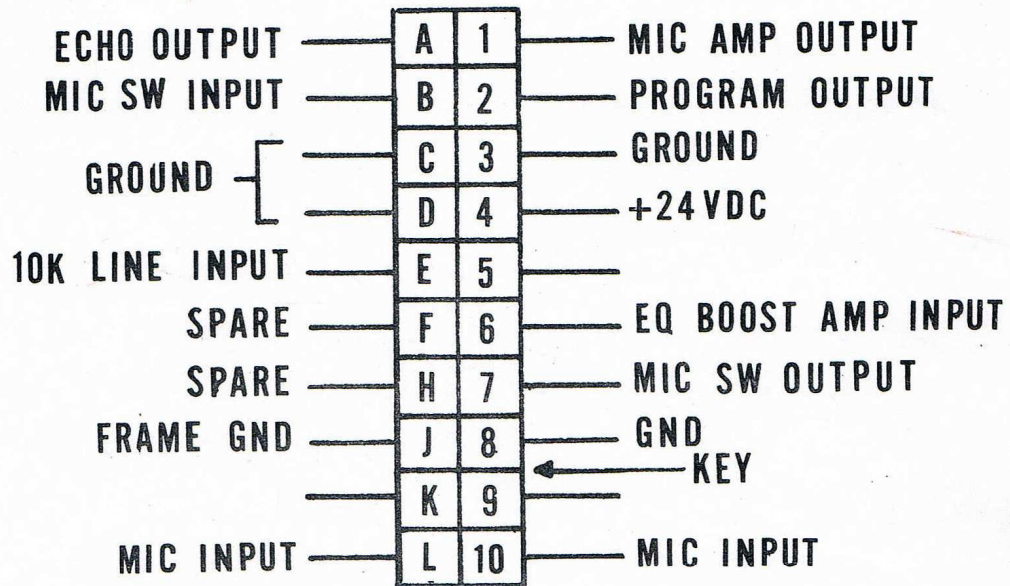 ECHO OUTPUT A 1 MIC AMP OUTPUT
MIC SW INPUT B 2 PROGRAM OUTPUT
GROUND C 3 GROUND
D 4 +24VDC
10K LINE INPUT E 5
SPARE F 6 EQ BOOST AMP INPUT
SPARE H 7 MIC SW OUTPUT
FRAME GND J 8 GND
KEY
K 9
MIC INPUT L 10 MIC INPUT